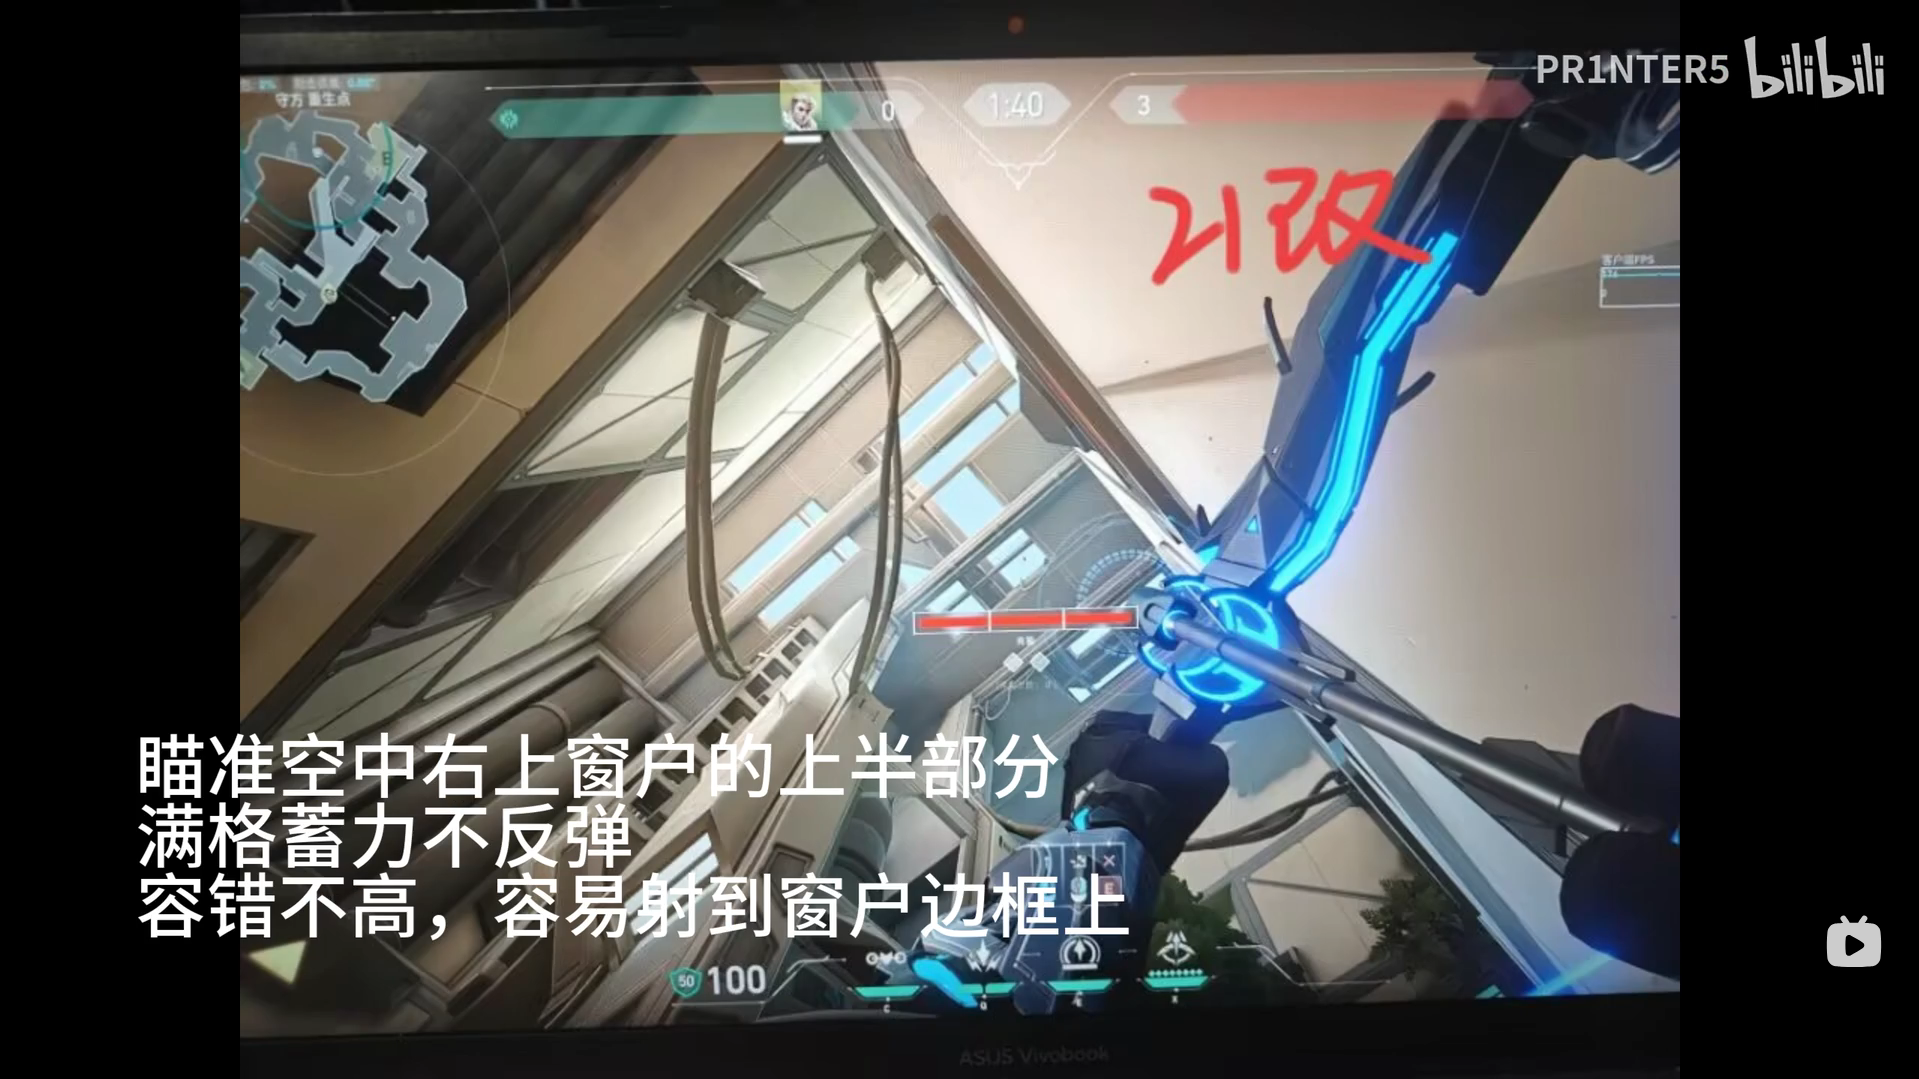 PR1NTER5 bilibili
守方 重生点
0
1:40
3
B
21改
客户端FPS
瞄准空中右上窗户的上半部分
满格蓄力不反弹
容错不高，容易射到窗户边框上
E
50
100
C
Q
E
X
ASUS Vivobook